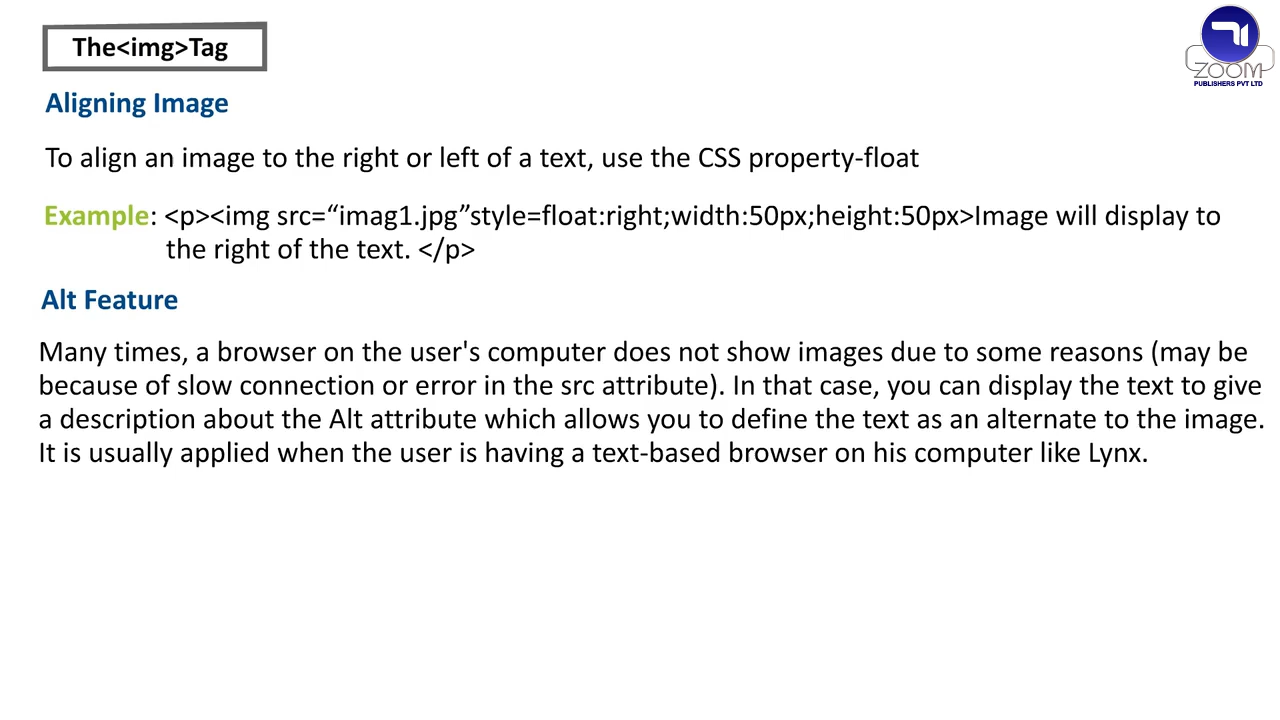 The<img>Tag
ZOOM
PUBLISHERS PVT LTD
Aligning Image
To align an image to the right or left of a text, use the CSS property-float
Example: <p><img src=“imag1.jpg”style=float:right;width:50px;height:50px>Image will display to
the right of the text. </p>
Alt Feature
Many times, a browser on the user's computer does not show images due to some reasons (may be
because of slow connection or error in the src attribute). In that case, you can display the text to give
a description about the Alt attribute which allows you to define the text as an alternate to the image.
It is usually applied when the user is having a text-based browser on his computer like Lynx.